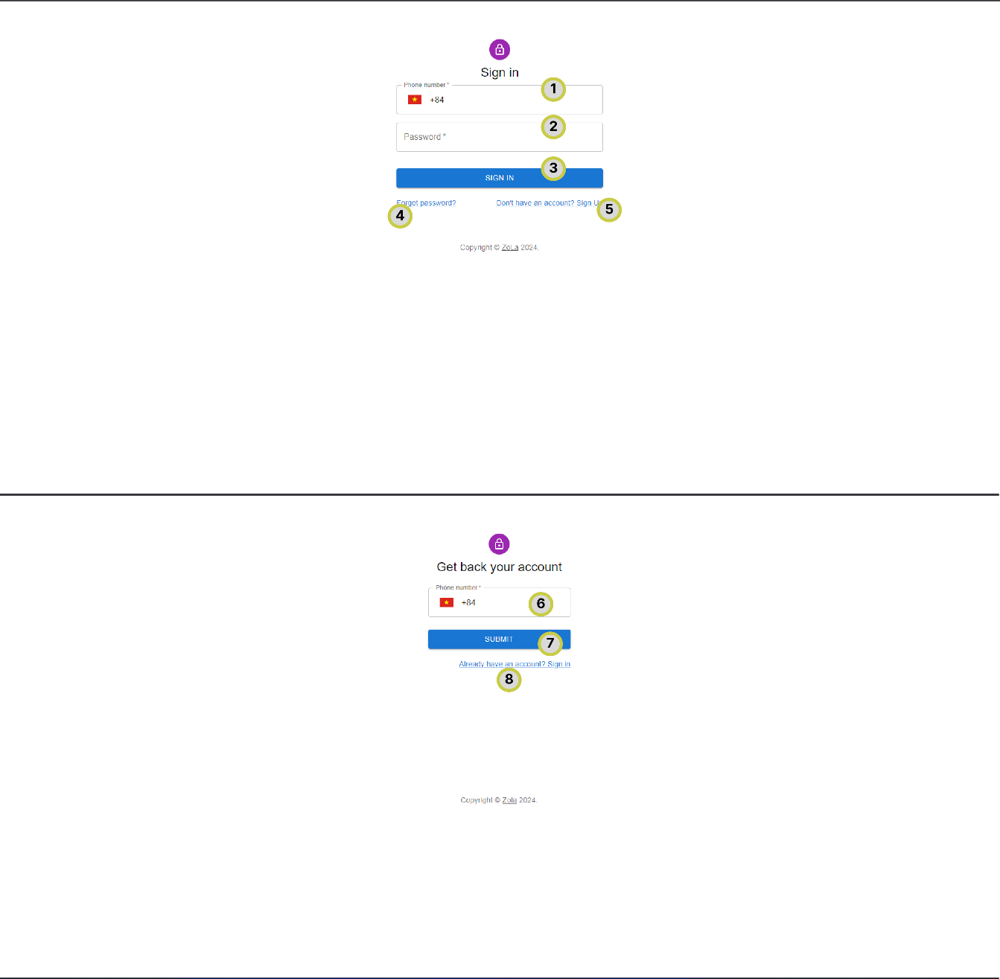 Sign in
Phone number *
1
+84
2
Password *
3
SIGN IN
Forgot password?
Don't have an account? Sign
4
5
Copyright © ZoLa 2024.
Get back your account
Phone number *
+84
6
SUBMIT
7
Already have an account? Sign in
8
Copyright © Zola 2024.